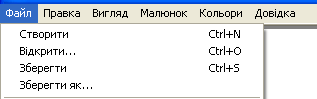 Файл Правка Вигляд Малюнок Кольори Довідка
Створити Ctrl+N
Відкрити... Ctrl+O
Зберегти Ctrl+S
Зберегти як...